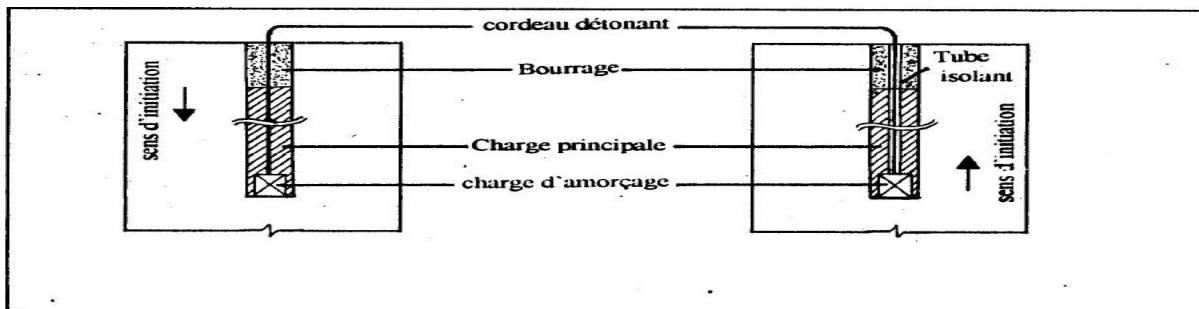 cordeau détonant
Bourrage
Tube
isolant
sens d'initiation
Charge principale
charge d'amorçage
sens d'initiation